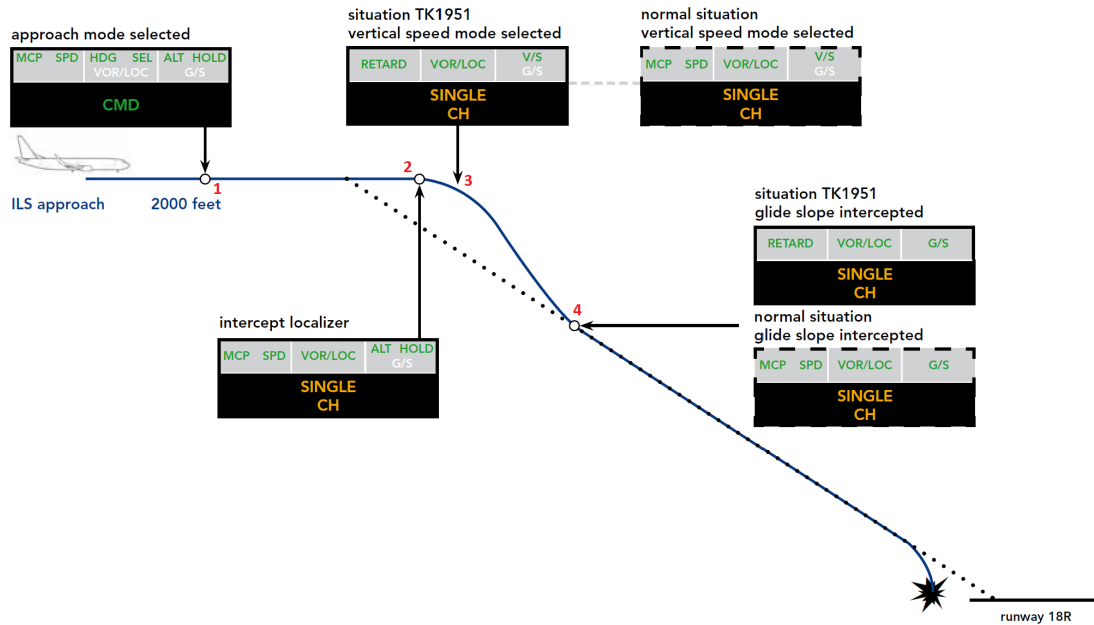 approach mode selected
MCP SPD HDG SEL ALT HOLD
VOR/LOC G/S
CMD
situation TK1951
vertical speed mode selected
RETARD VOR/LOC V/S
G/S
SINGLE
CH
normal situation
vertical speed mode selected
MCP SPD VOR/LOC V/S
G/S
SINGLE
CH
1
2
3
ILS approach 2000 feet
situation TK1951
glide slope intercepted
RETARD VOR/LOC G/S
SINGLE
CH
4
intercept localizer
MCP SPD VOR/LOC ALT HOLD
G/S
SINGLE
CH
normal situation
glide slope intercepted
MCP SPD VOR/LOC G/S
SINGLE
CH
runway 18R